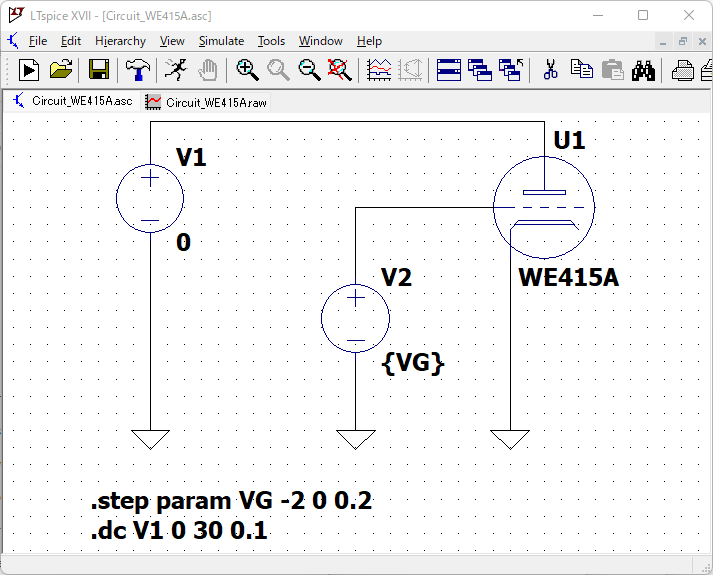 LTspice XVII - [Circuit_WE415A.asc]
File Edit Hierarchy View Simulate Tools Window Help
Circuit_WE415A.asc Circuit_WE415A.raw
U1
V1
0
V2
WE415A
{VG}
.step param VG -2 0 0.2
.dc V1 0 30 0.1